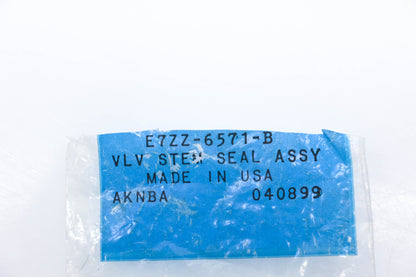 E7ZZ-6571-B
VLV STEM SEAL ASSY
MADE IN USA
AKNBA 040899